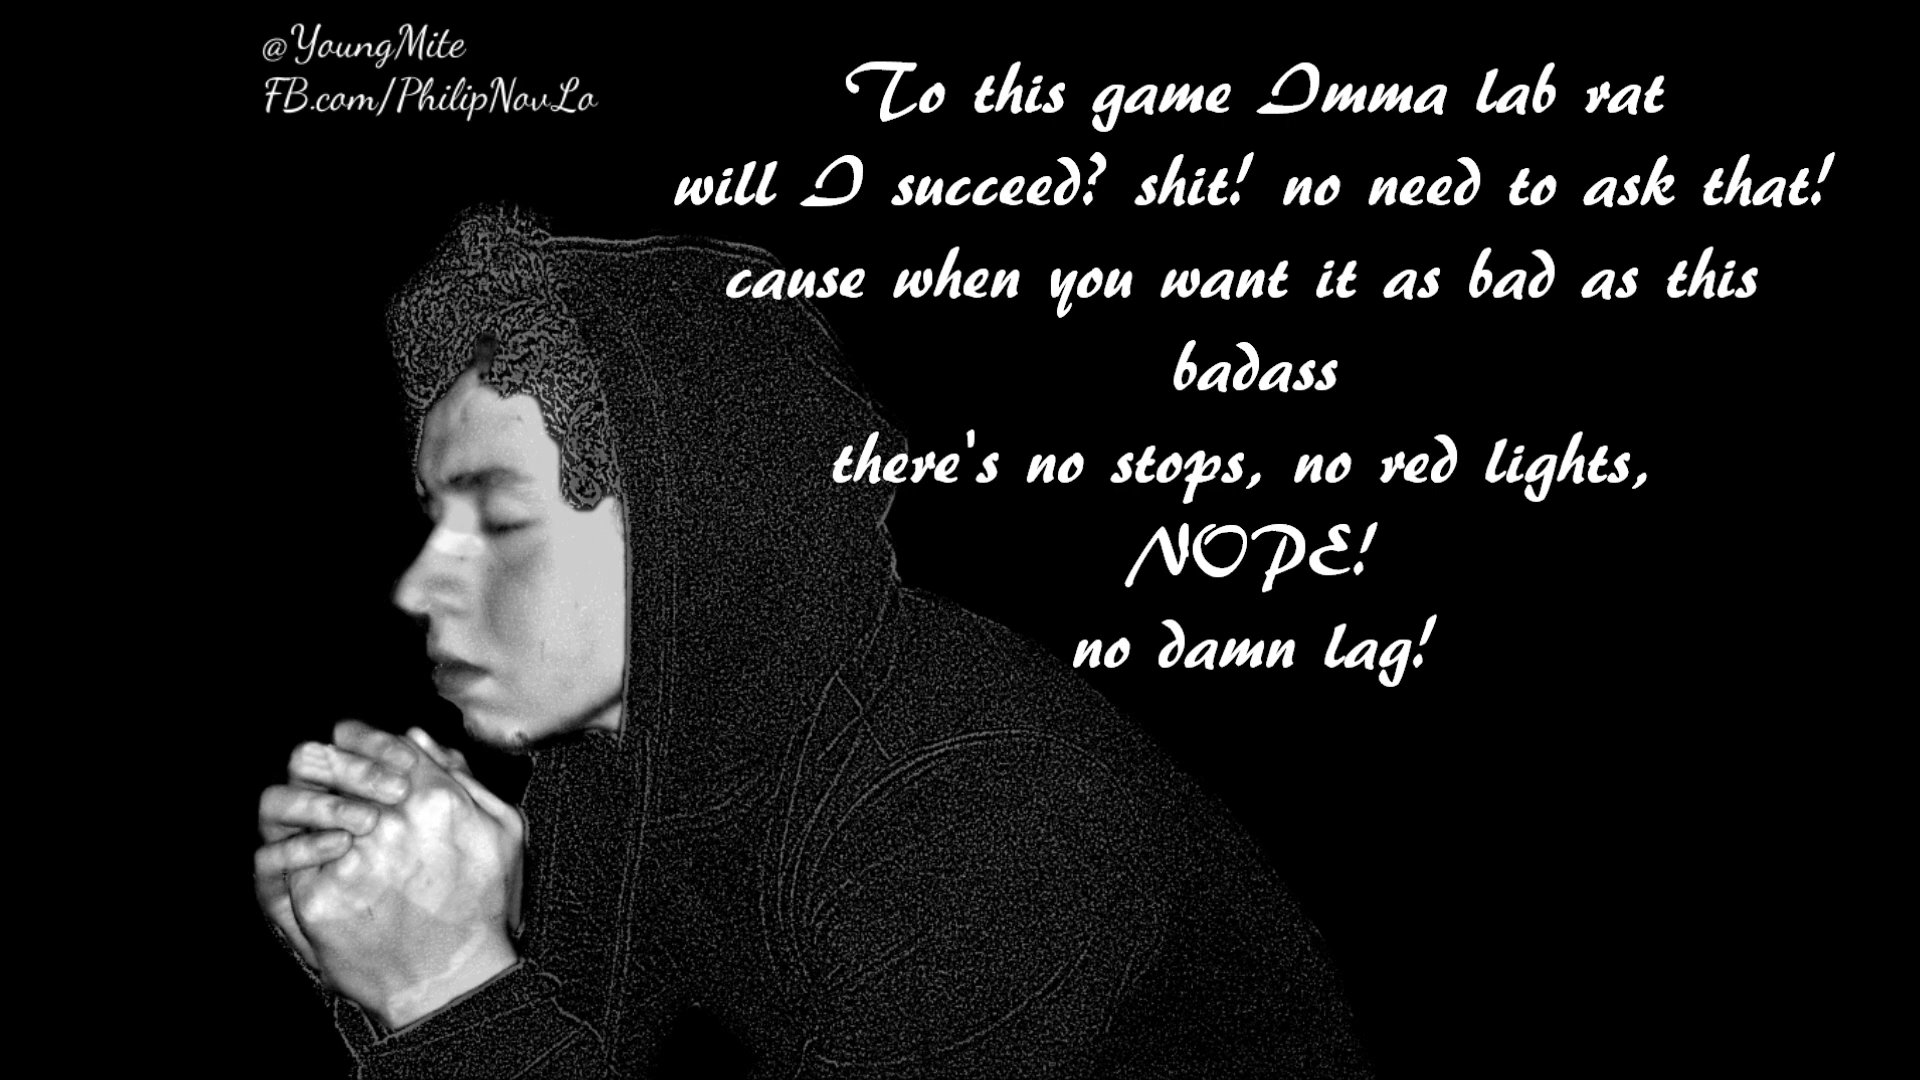 @YoungMite
FB.com/PhilipNovLo
To this game Imma lab rat
will I succeed? shit! no need to ask that!
cause when you want it as bad as this
badass
there's no stops, no red lights,
NOPE!
no damn lag!